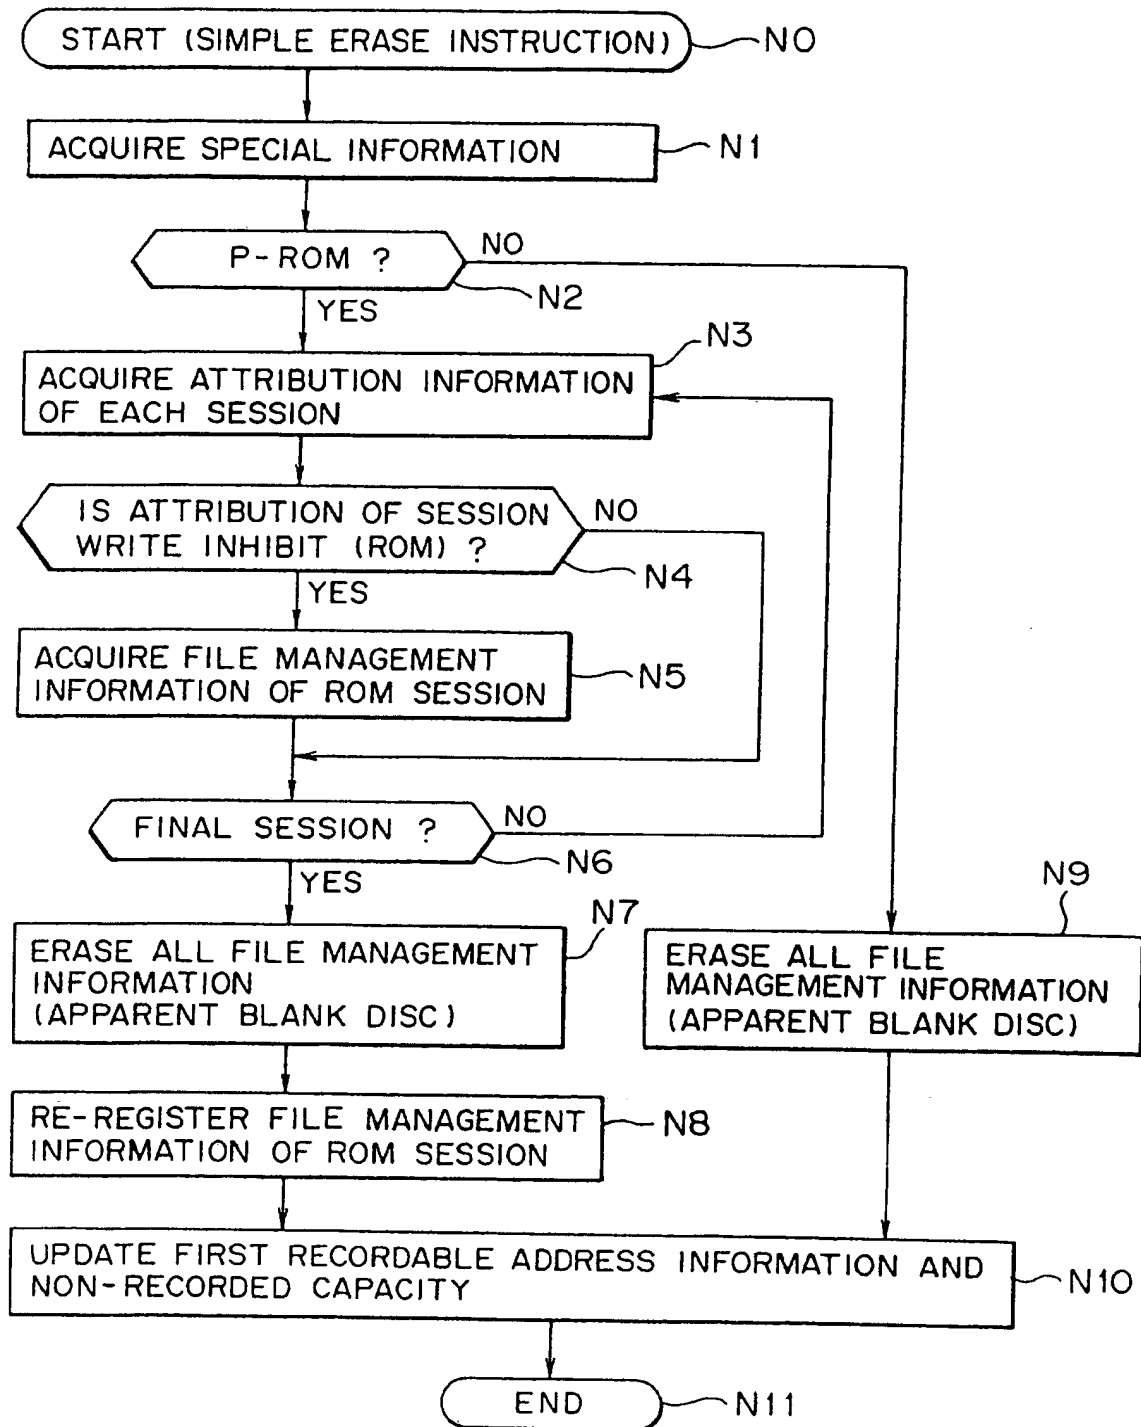 START (SIMPLE ERASE INSTRUCTION)
N0
ACQUIRE SPECIAL INFORMATION
N1
P-ROM ?
NO
N2
YES
N3
ACQUIRE ATTRIBUTION INFORMATION
OF EACH SESSION
IS ATTRIBUTION OF SESSION
WRITE INHIBIT (ROM) ?
NO
N4
YES
ACQUIRE FILE MANAGEMENT
INFORMATION OF ROM SESSION
N5
FINAL SESSION ?
NO
N6
YES
N7
ERASE ALL FILE MANAGEMENT
INFORMATION
(APPARENT BLANK DISC)
N9
ERASE ALL FILE
MANAGEMENT INFORMATION
(APPARENT BLANK DISC)
RE-REGISTER FILE MANAGEMENT
INFORMATION OF ROM SESSION
N8
UPDATE FIRST RECORDABLE ADDRESS INFORMATION AND
NON-RECORDED CAPACITY
N10
END
N11